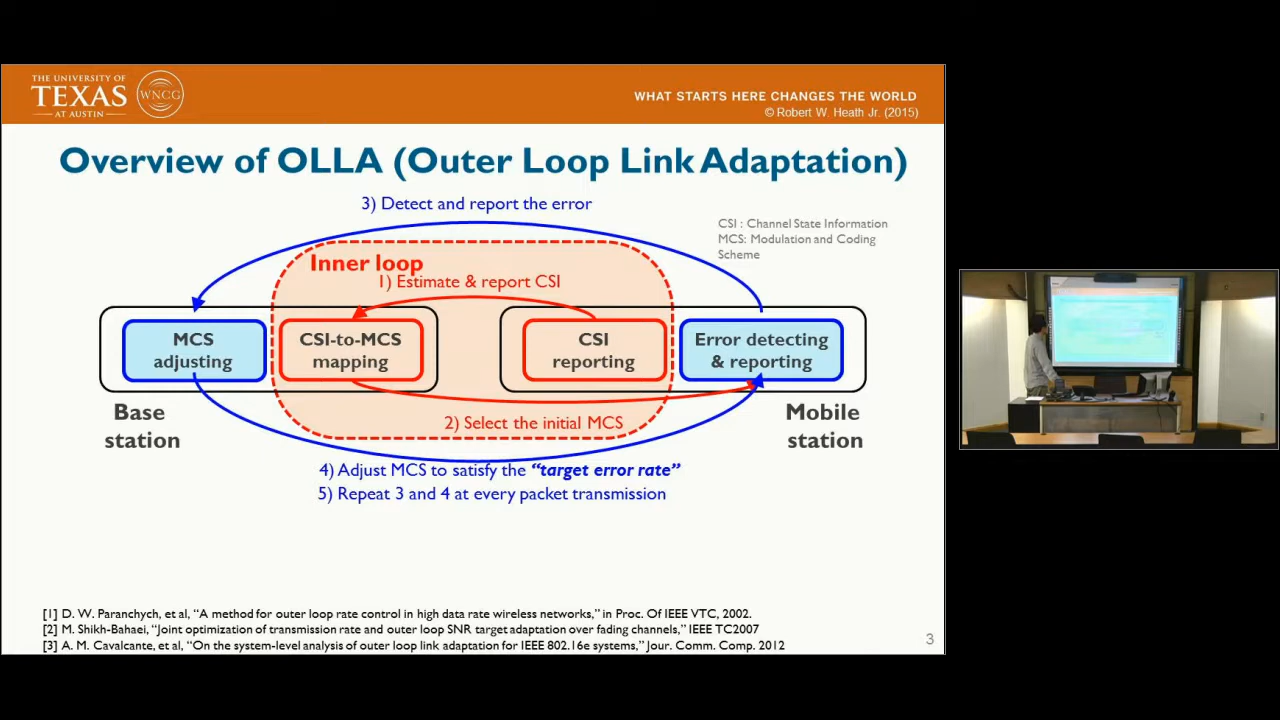 THE UNIVERSITY OF
TEXAS
AT AUSTIN
WNCG
WHAT STARTS HERE CHANGES THE WORLD
© Robert W. Heath Jr. (2015)
Overview of OLLA (Outer Loop Link Adaptation)
3) Detect and report the error
CSI : Channel State Information
MCS: Modulation and Coding
Scheme
Inner loop
1) Estimate & report CSI
MCS
adjusting
CSI-to-MCS
mapping
CSI
reporting
Error detecting
& reporting
Base
station
2) Select the initial MCS
Mobile
station
4) Adjust MCS to satisfy the “target error rate”
5) Repeat 3 and 4 at every packet transmission
[1] D. W. Paranchych, et al, “A method for outer loop rate control in high data rate wireless networks,” in Proc. Of IEEE VTC, 2002.
[2] M. Shikh-Bahaei, “Joint optimization of transmission rate and outer loop SNR target adaptation over fading channels,” IEEE TC2007
[3] A. M. Cavalcante, et al, “On the system-level analysis of outer loop link adaptation for IEEE 802.16e systems,” Jour. Comm. Comp. 2012
3